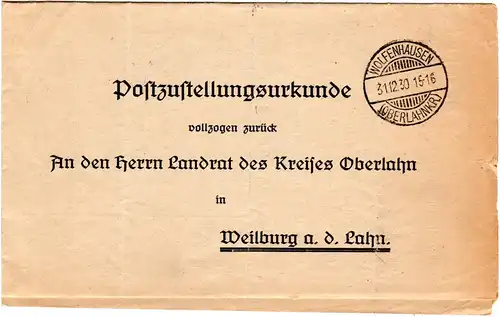 WOLFENHAUSEN
31.12.30 15-16
(OBERLAHNKR.)
Postzustellungsurkunde
vollzogen zurück
An den Herrn Landrat des Kreises Oberlahn
in
Weilburg a. d. Lahn.